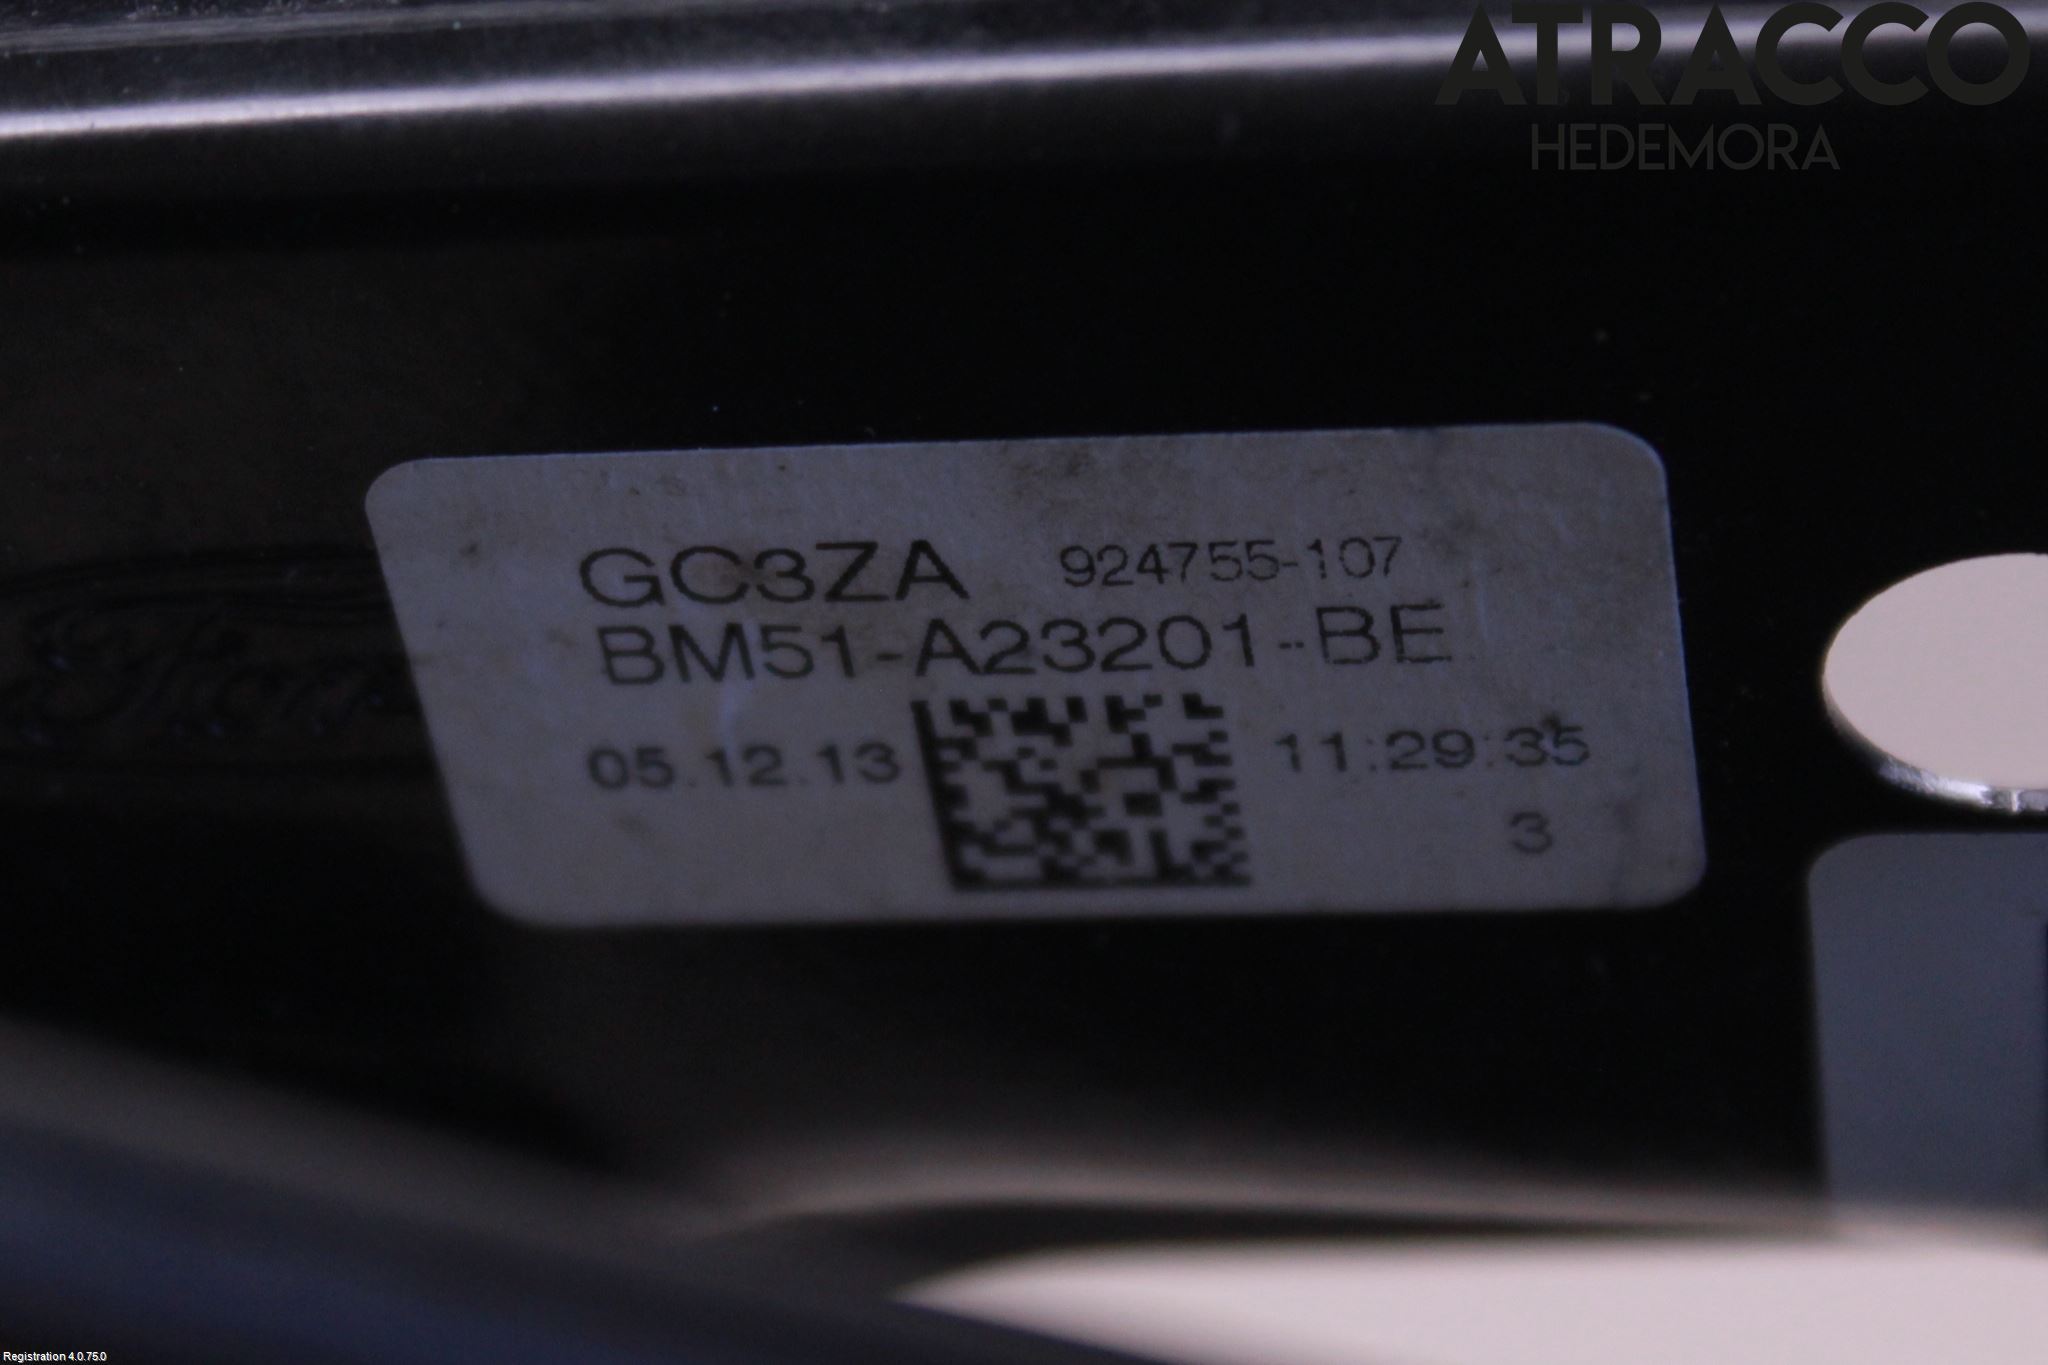 ATRACCO
HEDEMORA
GC3ZA 924755-107
BM51-A23201-BE
05.12.13 11:29:35
3
Ford
Registration 4.0.75.0